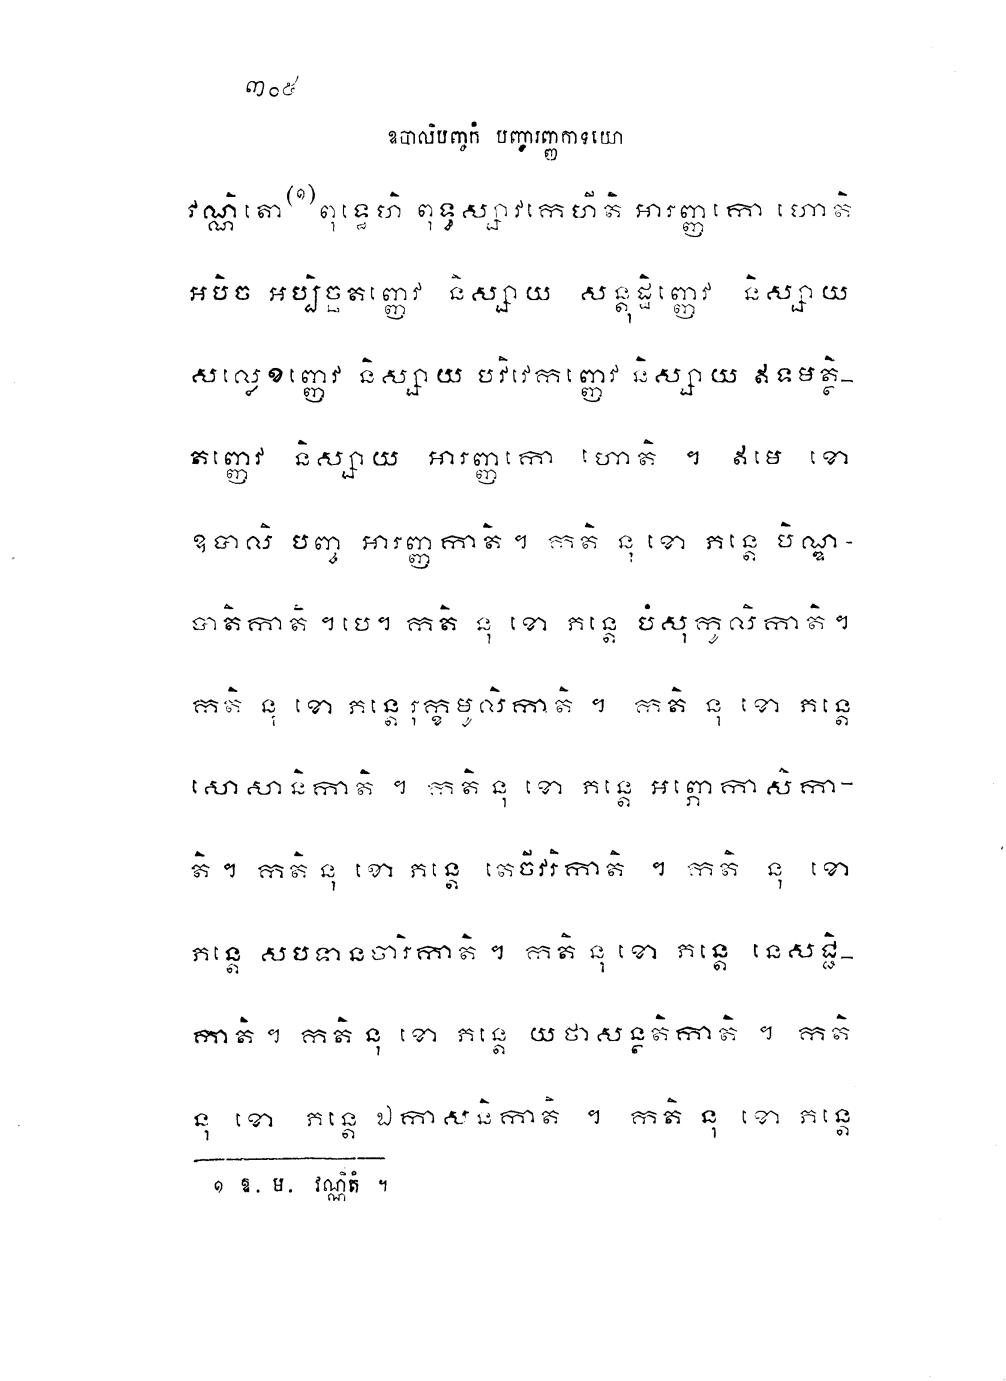 ៣០៥
ឧបាលិបញ្ចកំ បញ្ចារញ្ញកាទយោ
វណ្ណិតោ(១)ពុទ្ធេហិ ពុទ្ធស្សាវកេហីតិ អារញ្ញកោ ហោតិ
អបិច អប្បិច្ឆតញ្ញេវ និស្សាយ សន្តុដ្ឋិញ្ញេវ និស្សាយ
សល្លេខញ្ញេវ និស្សាយ បវិវេកញ្ញេវ និស្សាយ ឥទមត្ថិ_
តញ្ញេវ និស្សាយ អារញ្ញកោ ហោតិ ។ ឥមេ ខោ
ឧបាលិ បញ្ច អារញ្ញកាតិ។ កតិ នុ ខោ ភន្តេ បិណ្ឌ-
បាតិកាតិ ។បេ។ កតិ នុ ខោ ភន្តេ បំសុកូលិកាតិ។
កតិ នុ ខោ ភន្តេ រុក្ខមូលិកាតិ ។ កតិ នុ ខោ ភន្តេ
សោសានិកាតិ ។ កតិ នុ ខោ ភន្តេ អព្ភោកាសិកា-
តិ ។ កតិ នុ ខោ ភន្តេ តេចីវរិកាតិ ។ កតិ នុ ខោ
ភន្តេ សបទានចារិកាតិ ។ កតិ នុ ខោ ភន្តេ នេសជ្ជិ_
កាតិ ។ កតិ នុ ខោ ភន្តេ យថាសន្ថតិកាតិ ។ កតិ
នុ ខោ ភន្តេ ឯកាសនិកាតិ ។ កតិ នុ ខោ ភន្តេ
១ ឱ. ម. វណ្ណិតំ ។